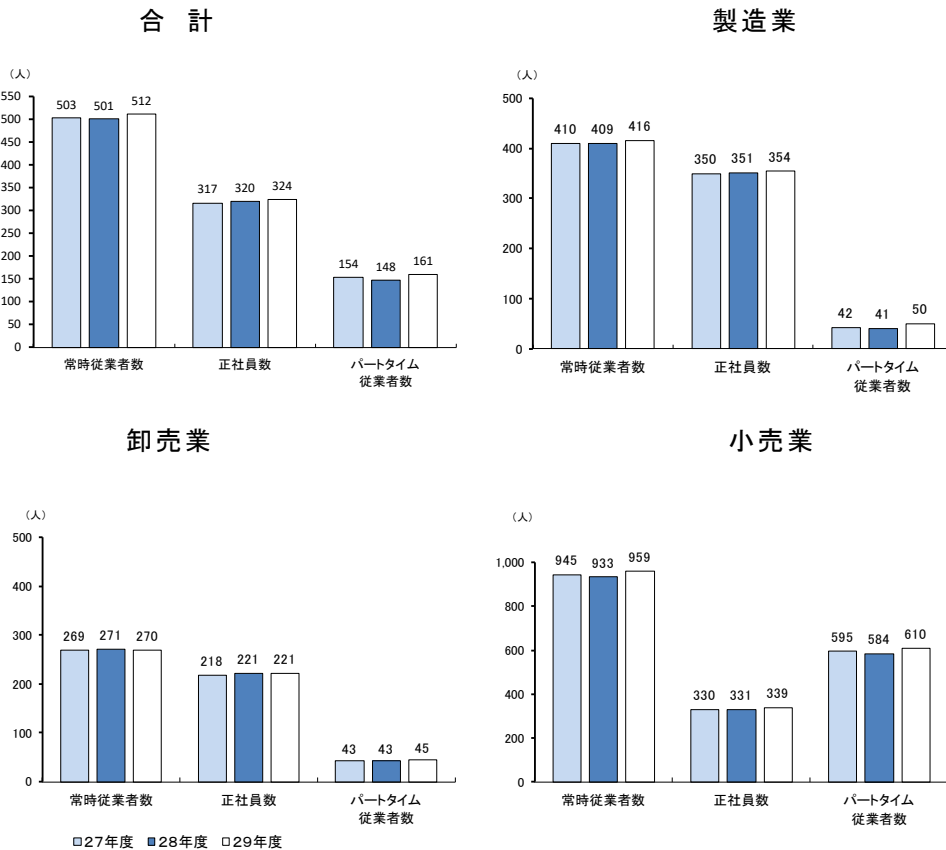 合 計
（人）
550
500
450
400
350
300
250
200
150
100
50
0
503 501 512
317 320 324
154 148 161
常時従業者数 正社員数 パートタイム
従業者数
製造業
（人）
500
400
300
200
100
0
410 409 416
350 351 354
42 41 50
常時従業者数 正社員数 パートタイム
従業者数
卸売業
（人）
500
400
300
200
100
0
269 271 270
218 221 221
43 43 45
常時従業者数 正社員数 パートタイム
従業者数
小売業
（人）
1,000
800
600
400
200
0
945 933 959
330 331 339
595 584 610
常時従業者数 正社員数 パートタイム
従業者数
27年度 28年度 29年度